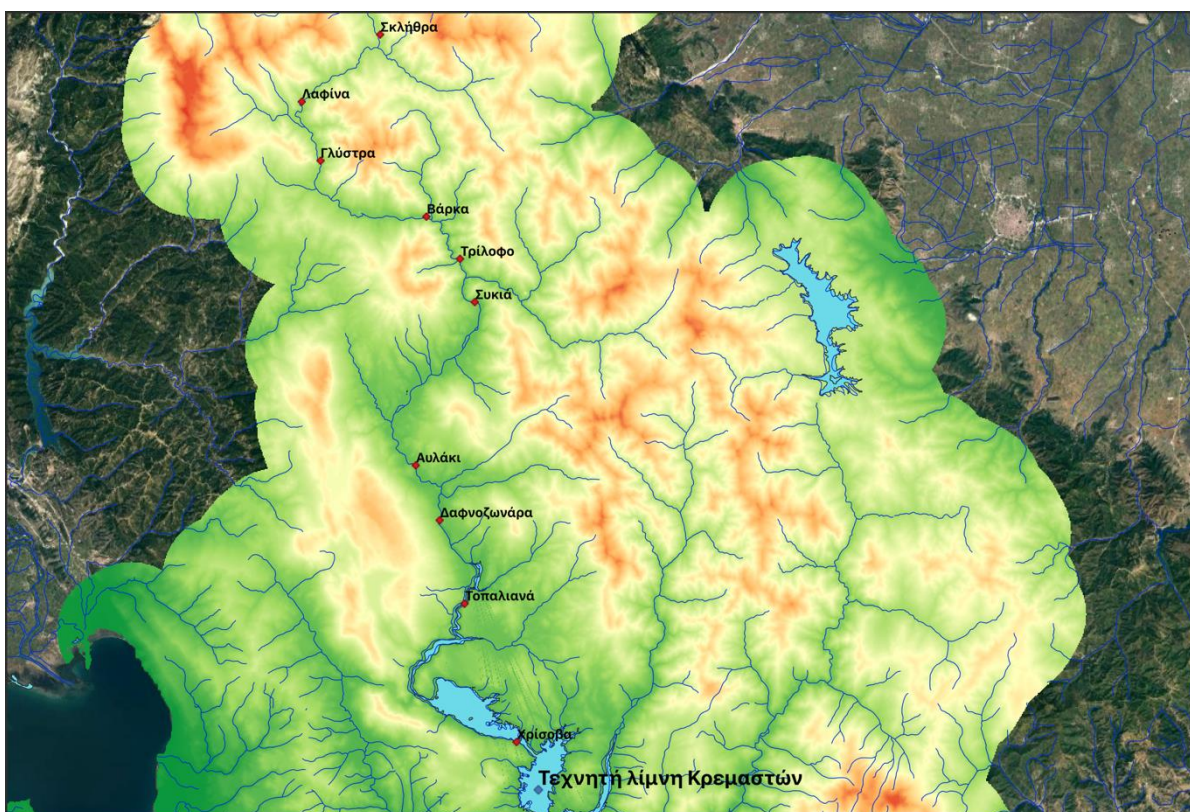 Σκλήθρα
Λαφίνα
Γλύστρα
Βάρκα
Τρίλοφο
Συκιά
Αυλάκι
Δαφνοζωνάρα
Τοπαλιανά
Χρίσοβα
Τεχνητή λίμνη Κρεμαστών